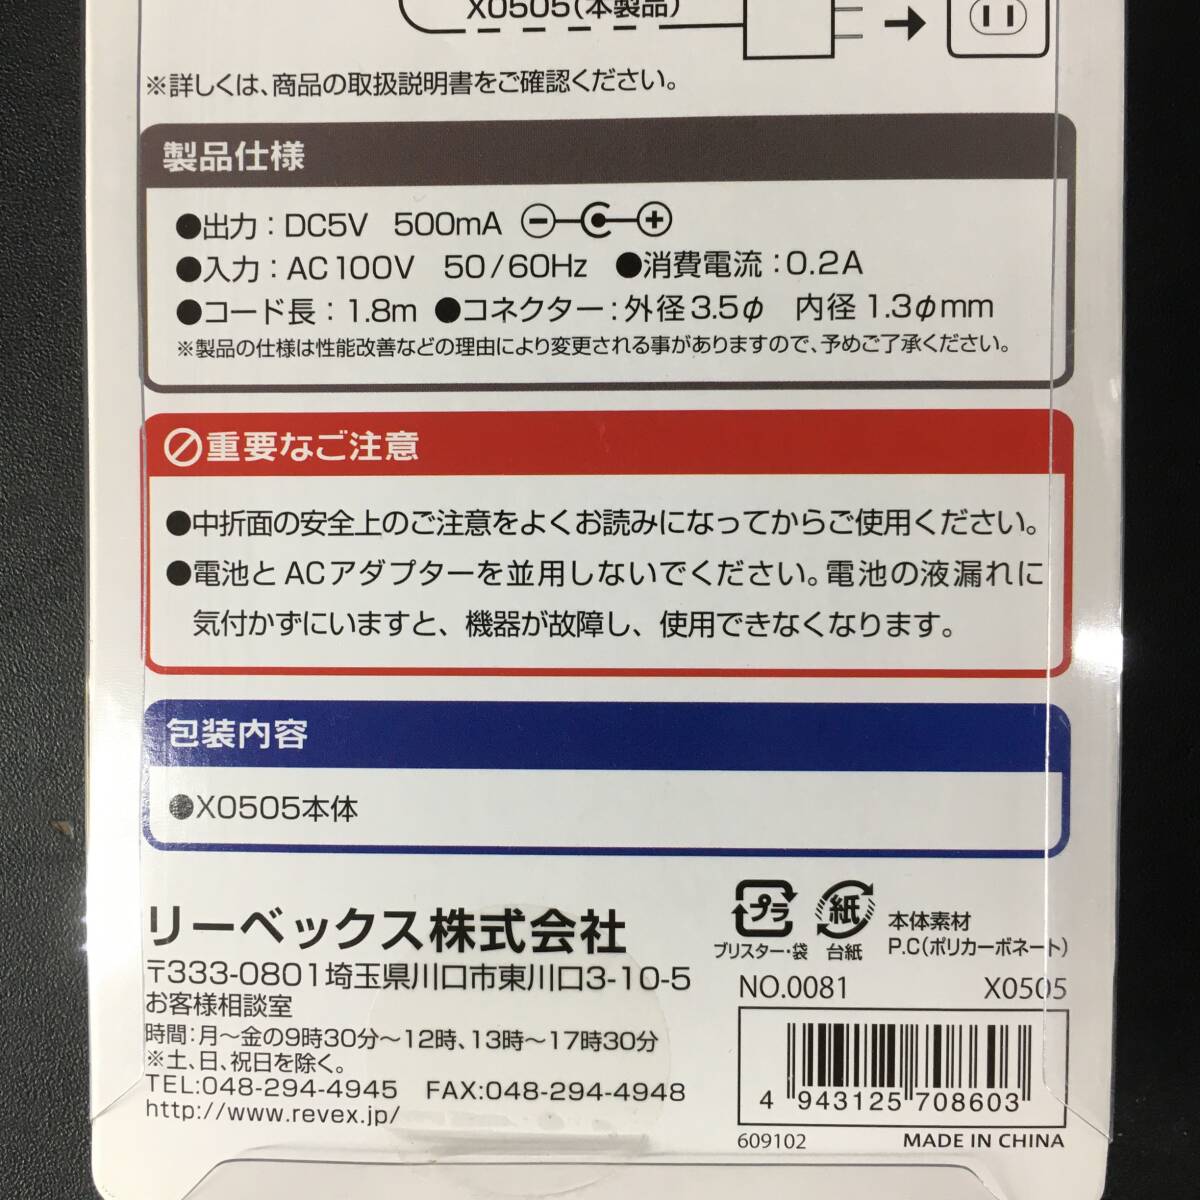 X0505(本製品)
※詳しくは、商品の取扱説明書をご確認ください。
製品仕様
●出力：DC5V 500mA
●入力：AC100V 50/60Hz ●消費電流：0.2A
●コード長：1.8m ●コネクター：外径3.5φ 内径1.3φmm
※製品の仕様は性能改善などの理由により変更される事がありますので、予めご了承ください。
重要なご注意
●中折面の安全上のご注意をよくお読みになってからご使用ください。
●電池とACアダプターを並用しないでください。電池の液漏れに
気付かずにいますと、機器が故障し、使用できなくなります。
包装内容
●X0505本体
リーベックス株式会社
〒333-0801埼玉県川口市東川口3-10-5
お客様相談室
時間：月～金の9時30分～12時、13時～17時30分
※土、日、祝日を除く。
TEL:048-294-4945 FAX:048-294-4948
http://www.revex.jp/
プラ
ブリスター・袋
紙
台紙
本体素材
P.C(ポリカーボネート)
NO.0081 X0505
4 943125 708603
609102 MADE IN CHINA